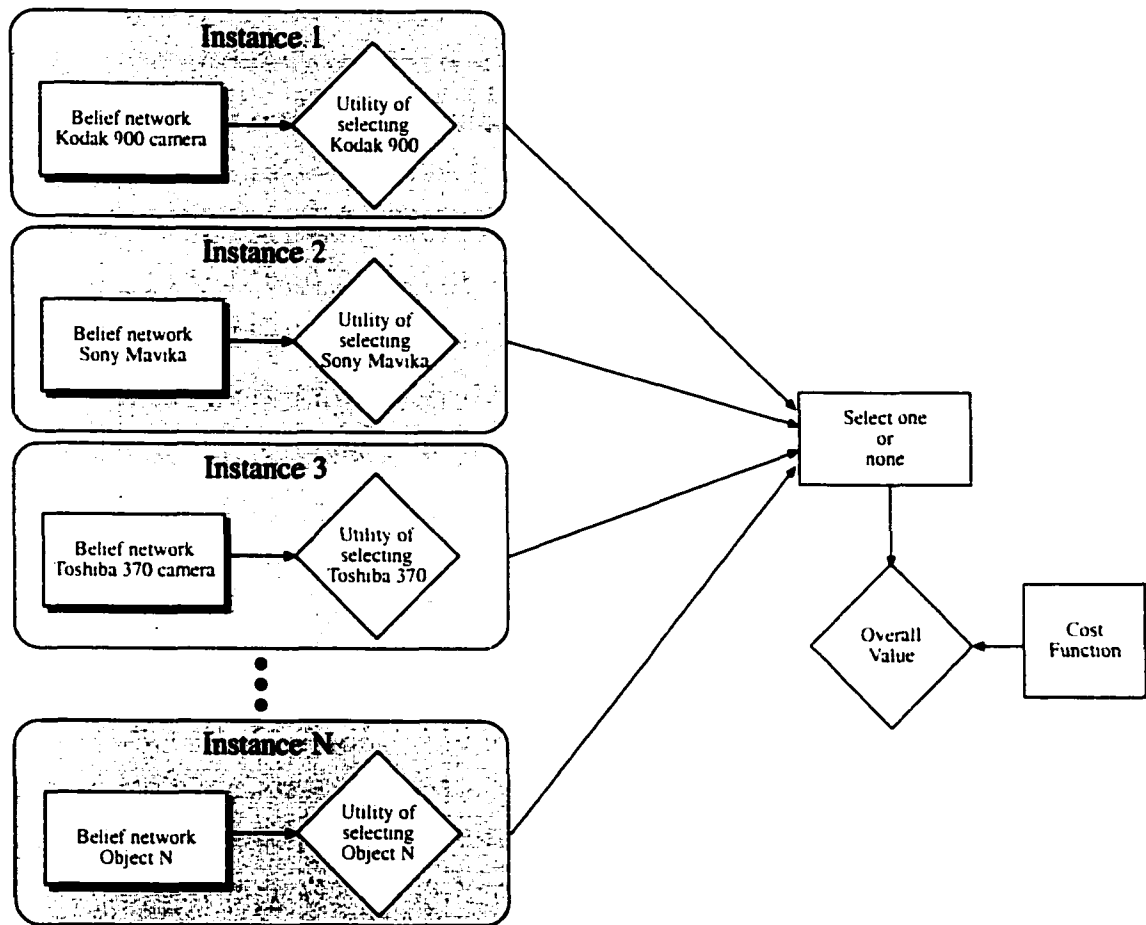 Instance 1
Belief network
Kodak 900 camera
Utility of
selecting
Kodak 900
Instance 2
Belief network
Sony Mavika
Utility of
selecting
Sony Mavika
Instance 3
Belief network
Toshiba 370 camera
Utility of
selecting
Toshiba 370
Instance N
Belief network
Object N
Utility of
selecting
Object N
Select one
or
none
Overall
Value
Cost
Function